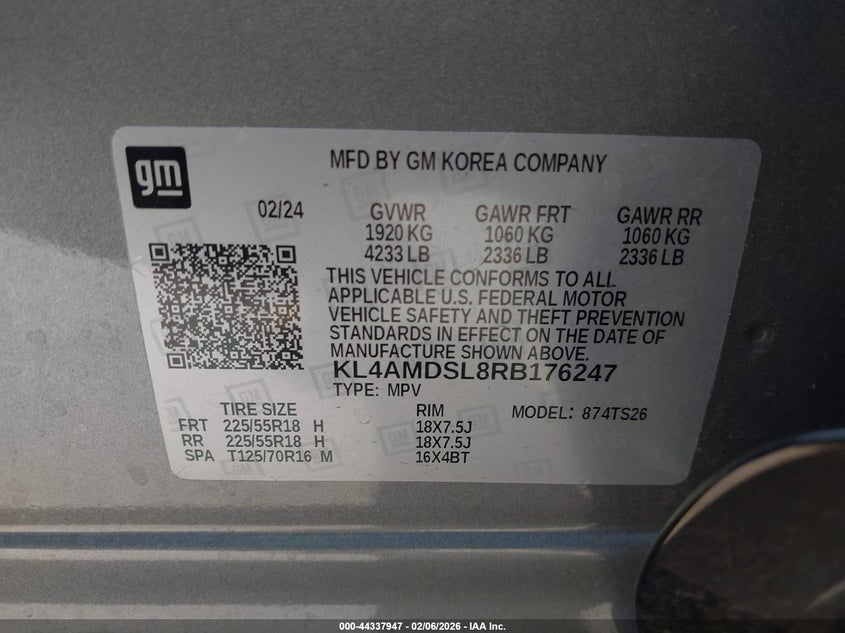 gm
MFD BY GM KOREA COMPANY
02/24
GVWR GAWR FRT GAWR RR
1920 KG 1060 KG 1060 KG
4233 LB 2336 LB 2336 LB
THIS VEHICLE CONFORMS TO ALL
APPLICABLE U.S. FEDERAL MOTOR
VEHICLE SAFETY AND THEFT PREVENTION
STANDARDS IN EFFECT ON THE DATE OF
MANUFACTURE SHOWN ABOVE.
KL4AMDSL8RB176247
TYPE: MPV
TIRE SIZE RIM MODEL: 874TS26
FRT 225/55R18 H 18X7.5J
RR 225/55R18 H 18X7.5J
SPA T125/70R16 M 16X4BT
000-44337947 - 02/06/2026 - IAA Inc.